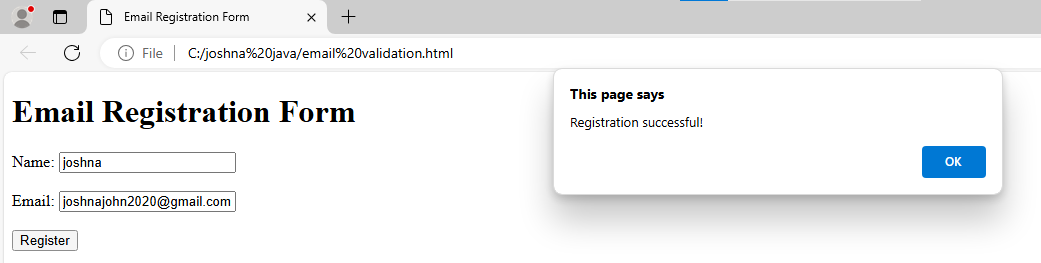 Email Registration Form
File
C:/joshna%20java/email%20validation.html
This page says
Registration successful!
OK
Email Registration Form
Name: joshna
Email: joshnajohn2020@gmail.com
Register